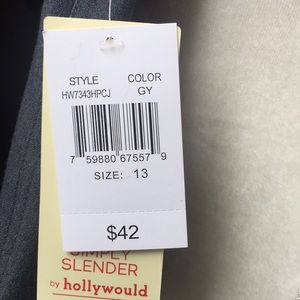 STYLE COLOR
HW7343HPCJ GY
7 59880 67557 9
SIZE: 13
$42
SIMPLY
SLENDER
by hollywould